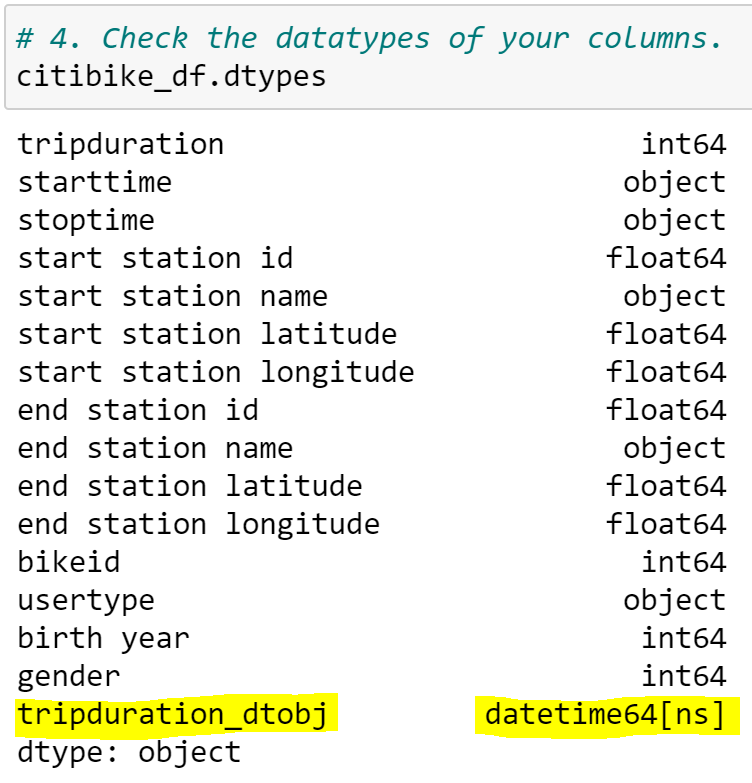 # 4. Check the datatypes of your columns.
citibike_df.dtypes
tripduration int64
starttime object
stoptime object
start station id float64
start station name object
start station latitude float64
start station longitude float64
end station id float64
end station name object
end station latitude float64
end station longitude float64
bikeid int64
usertype object
birth year int64
gender int64
tripduration_dtobj datetime64[ns]
dtype: object